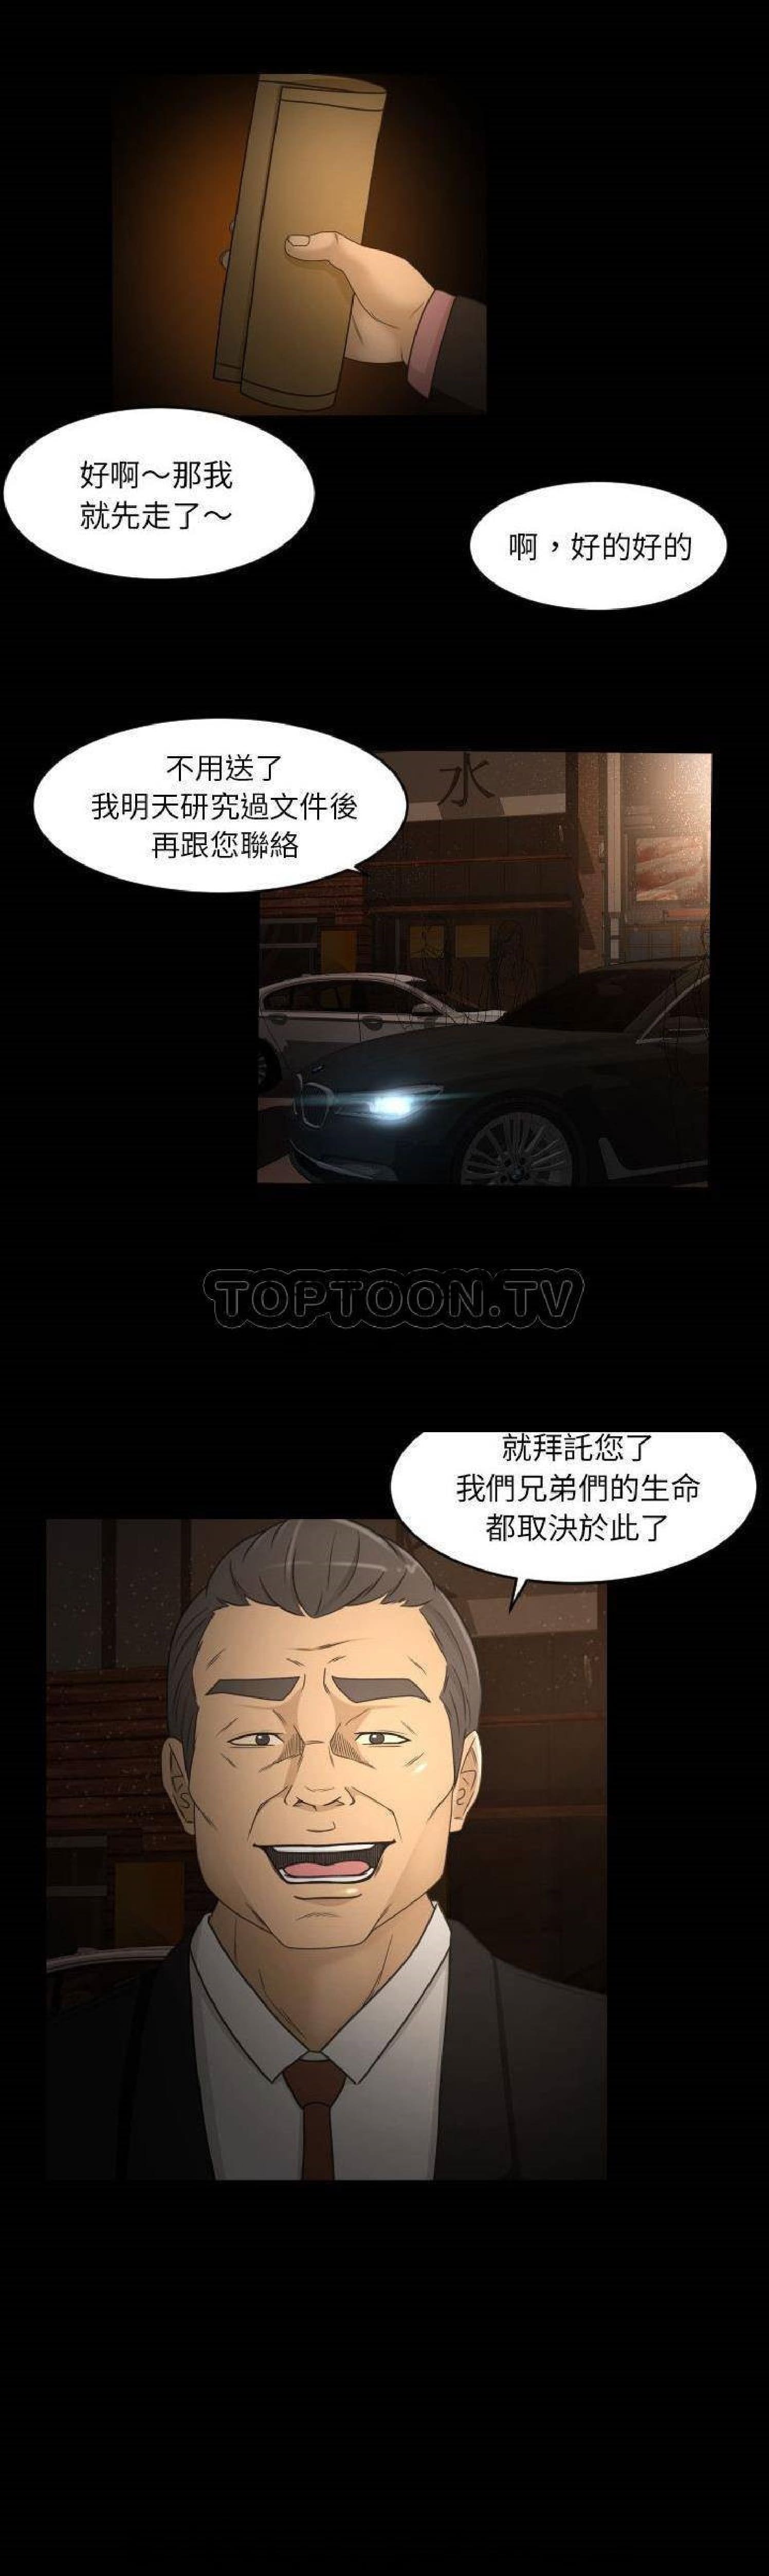 好啊～那我
就先走了～
啊，好的好的
不用送了
我明天研究過文件後
再跟您聯絡
水
TOPTOON.TV
就拜託您了
我們兄弟們的生命
都取決於此了